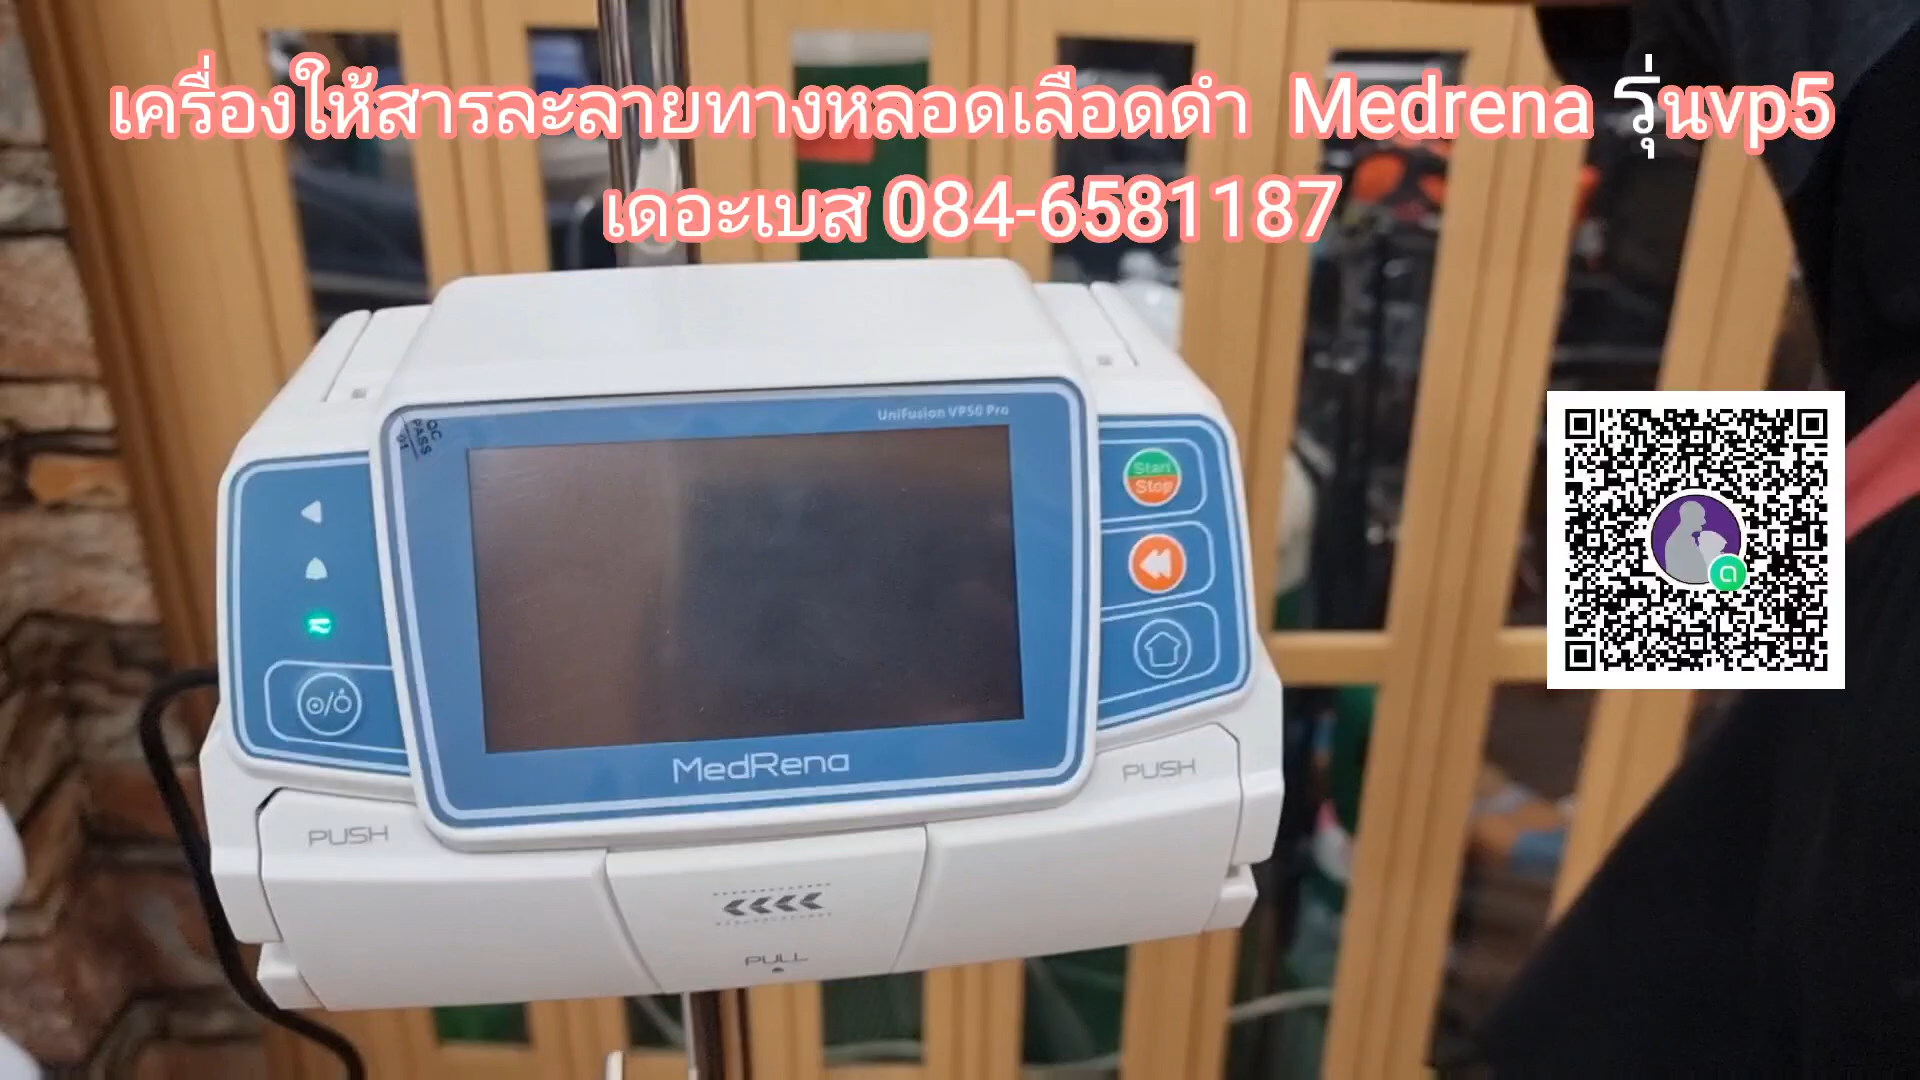 เครื่องให้สารละลายทางหลอดเลือดดำ Medrena รุ่นvp5
เดอะเบส 084-6581187
UniFusion VP50 Pro
QC
PASS
01
Start
Stop
MedRena
PUSH
PUSH
PULL